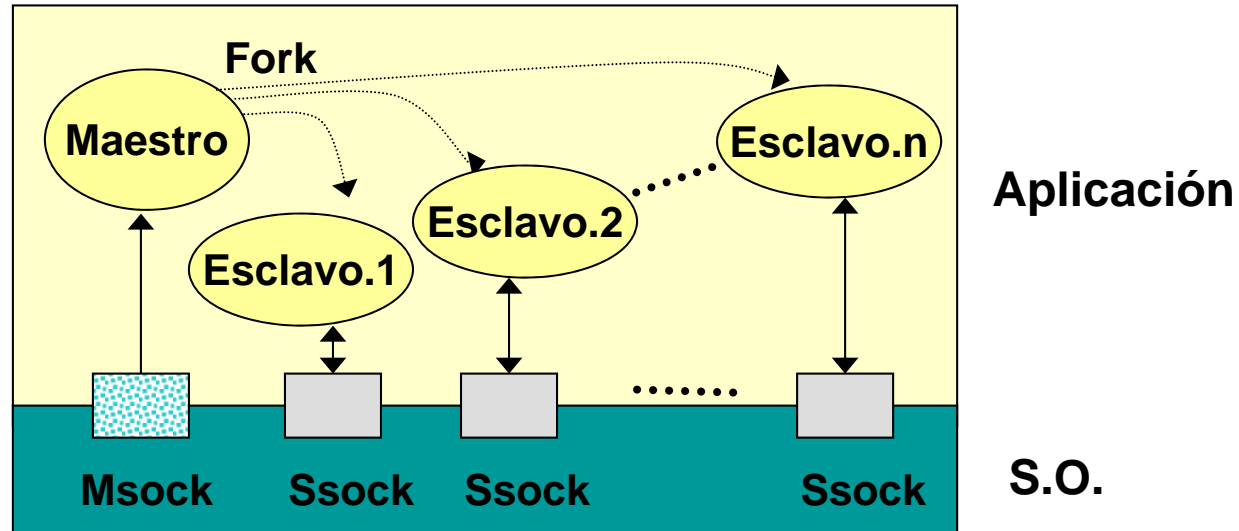 Fork
Maestro
Esclavo.n
Aplicación
Esclavo.2
Esclavo.1
Msock Ssock Ssock Ssock
S.O.